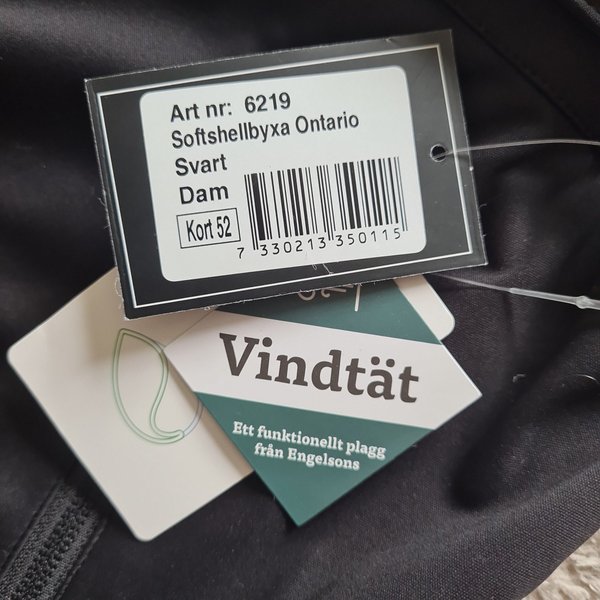 Art nr: 6219
Softshellbyxa Ontario
Svart
Dam
Kort 52
7 330213 350115
Vindtät
Ett funktionellt plagg
från Engelsons